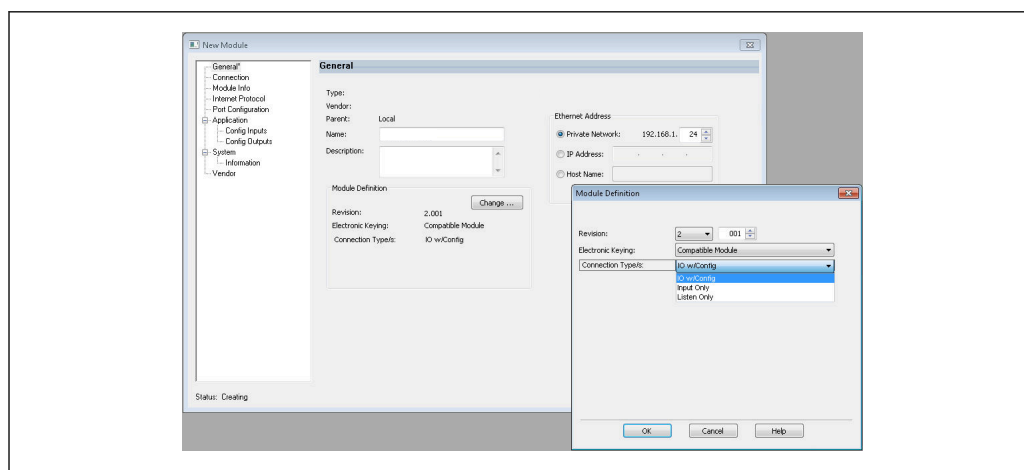 New Module
General*
Connection
Module Info
Internet Protocol
Port Configuration
Application
Config Inputs
Config Outputs
System
Information
Vendor
Status: Creating
General
Type:
Vendor:
Parent: Local
Name:
Description:
Module Definition
Change ...
Revision: 2.001
Electronic Keying: Compatible Module
Connection Type/s: IO w/Config
Ethernet Address
Private Network: 192.168.1. 24
IP Address: . . .
Host Name:
Module Definition
Revision: 2 001
Electronic Keying: Compatible Module
Connection Type/s: IO w/Config
IO w/Config
Input Only
Listen Only
OK Cancel Help